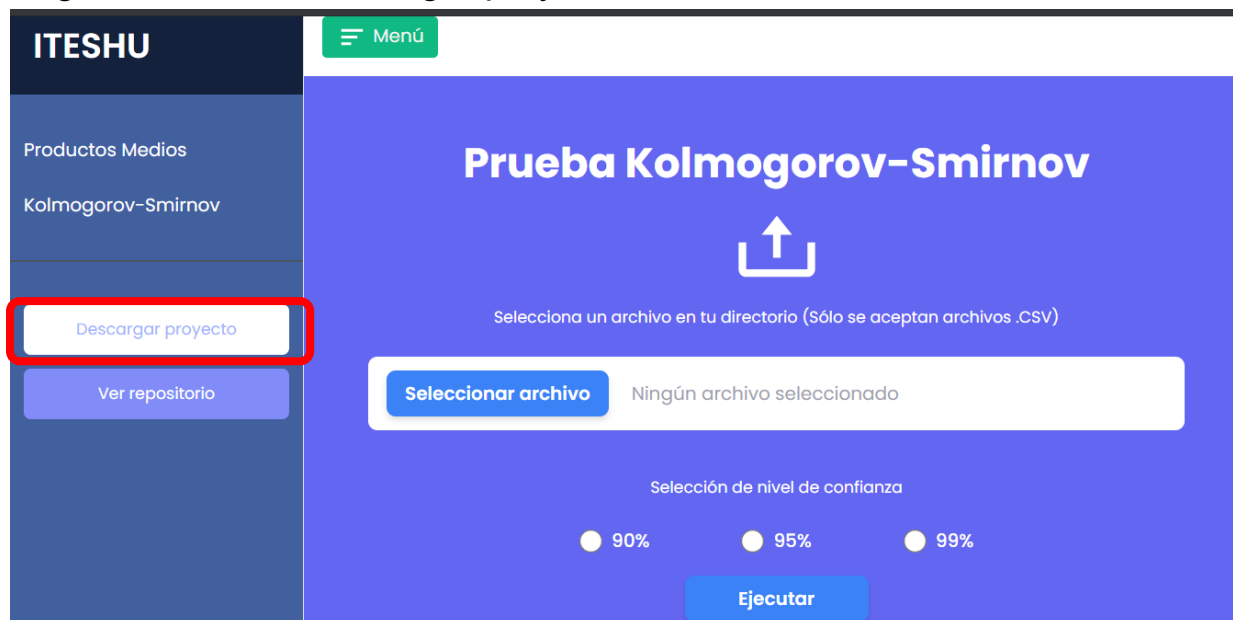 ITESHU
Menú
Productos Medios
Kolmogorov-Smirnov
Descargar proyecto
Ver repositorio
Prueba Kolmogorov-Smirnov
Selecciona un archivo en tu directorio (Sólo se aceptan archivos .CSV)
Seleccionar archivo Ningún archivo seleccionado
Selección de nivel de confianza
90% 95% 99%
Ejecutar